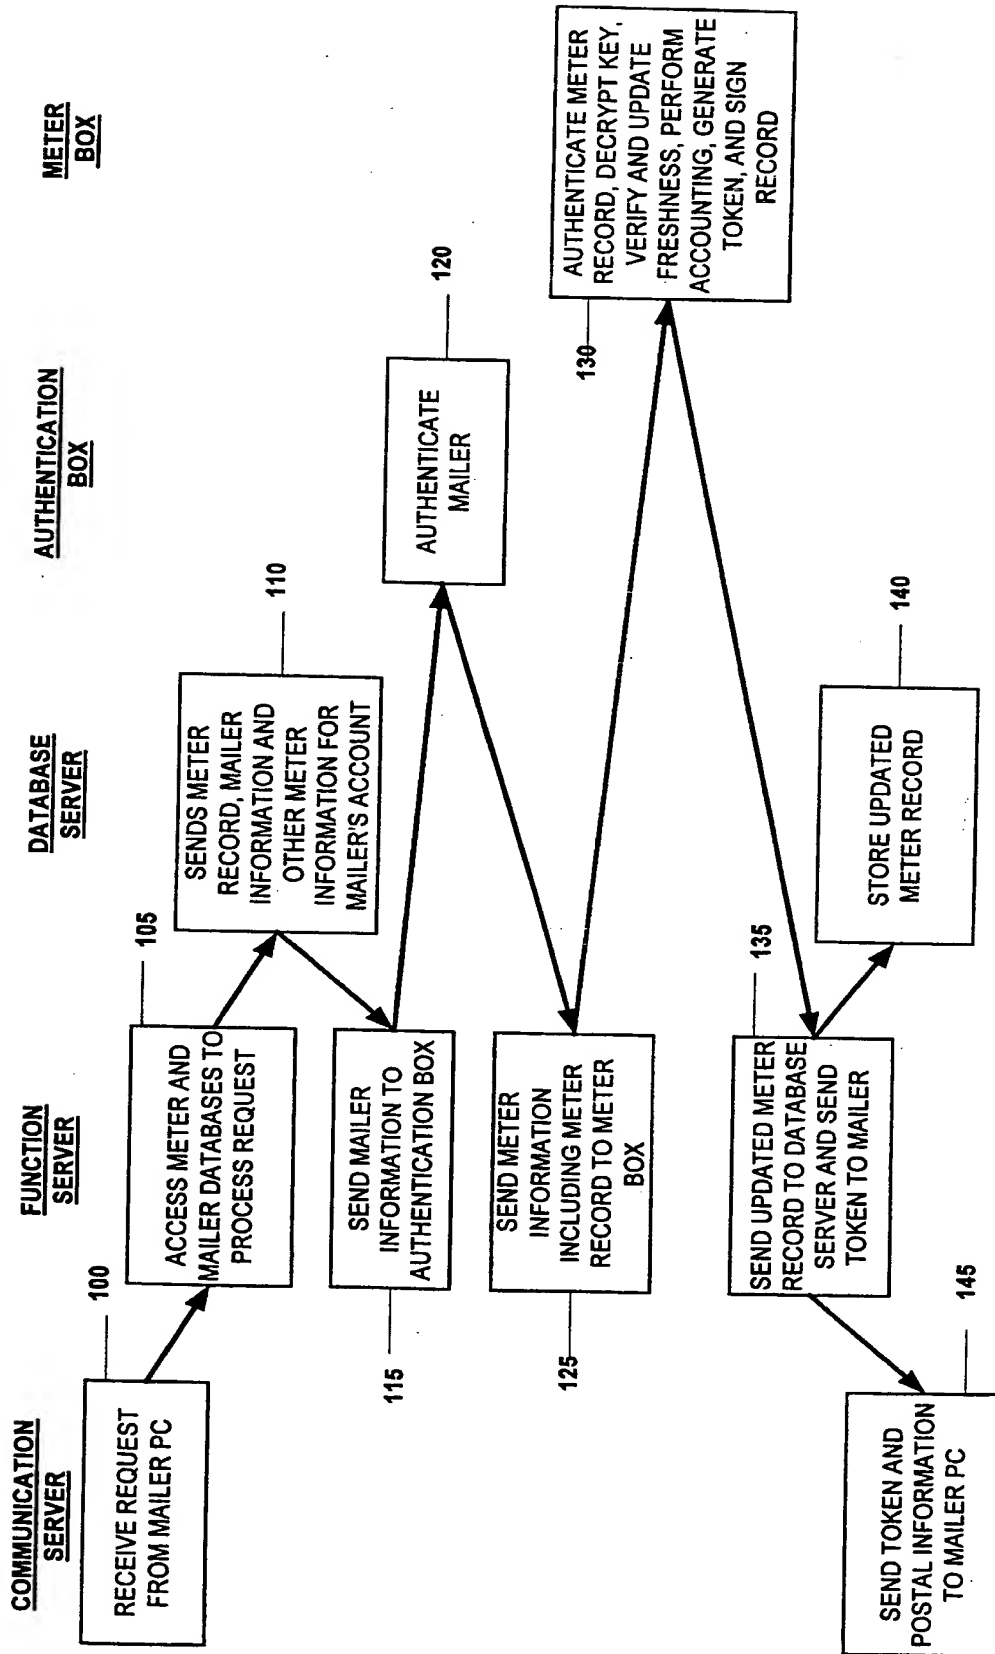 COMMUNICATION
SERVER
FUNCTION
SERVER
DATABASE
SERVER
AUTHENTICATION
BOX
METER
BOX
100
RECEIVE REQUEST
FROM MAILER PC
105
ACCESS METER AND
MAILER DATABASES TO
PROCESS REQUEST
110
SENDS METER
RECORD, MAILER
INFORMATION AND
OTHER METER
INFORMATION FOR
MAILER'S ACCOUNT
115
SEND MAILER
INFORMATION TO
AUTHENTICATION BOX
120
AUTHENTICATE
MAILER
125
SEND METER
INFORMATION
INCLUDING METER
RECORD TO METER
BOX
130
AUTHENTICATE METER
RECORD, DECRYPT KEY,
VERIFY AND UPDATE
FRESHNESS, PERFORM
ACCOUNTING, GENERATE
TOKEN, AND SIGN
RECORD
135
SEND UPDATED METER
RECORD TO DATABASE
SERVER AND SEND
TOKEN TO MAILER
140
STORE UPDATED
METER RECORD
145
SEND TOKEN AND
POSTAL INFORMATION
TO MAILER PC